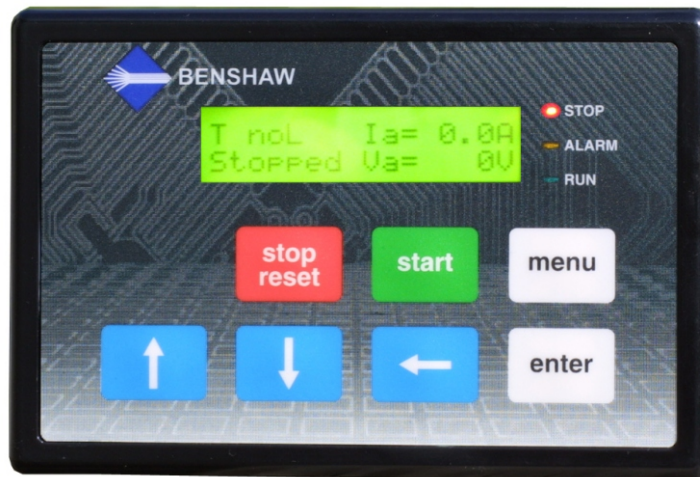 BENSHAW
T noL Ia= 0.0A
Stopped Va= 0V
STOP
ALARM
RUN
stop
reset
start
menu
enter